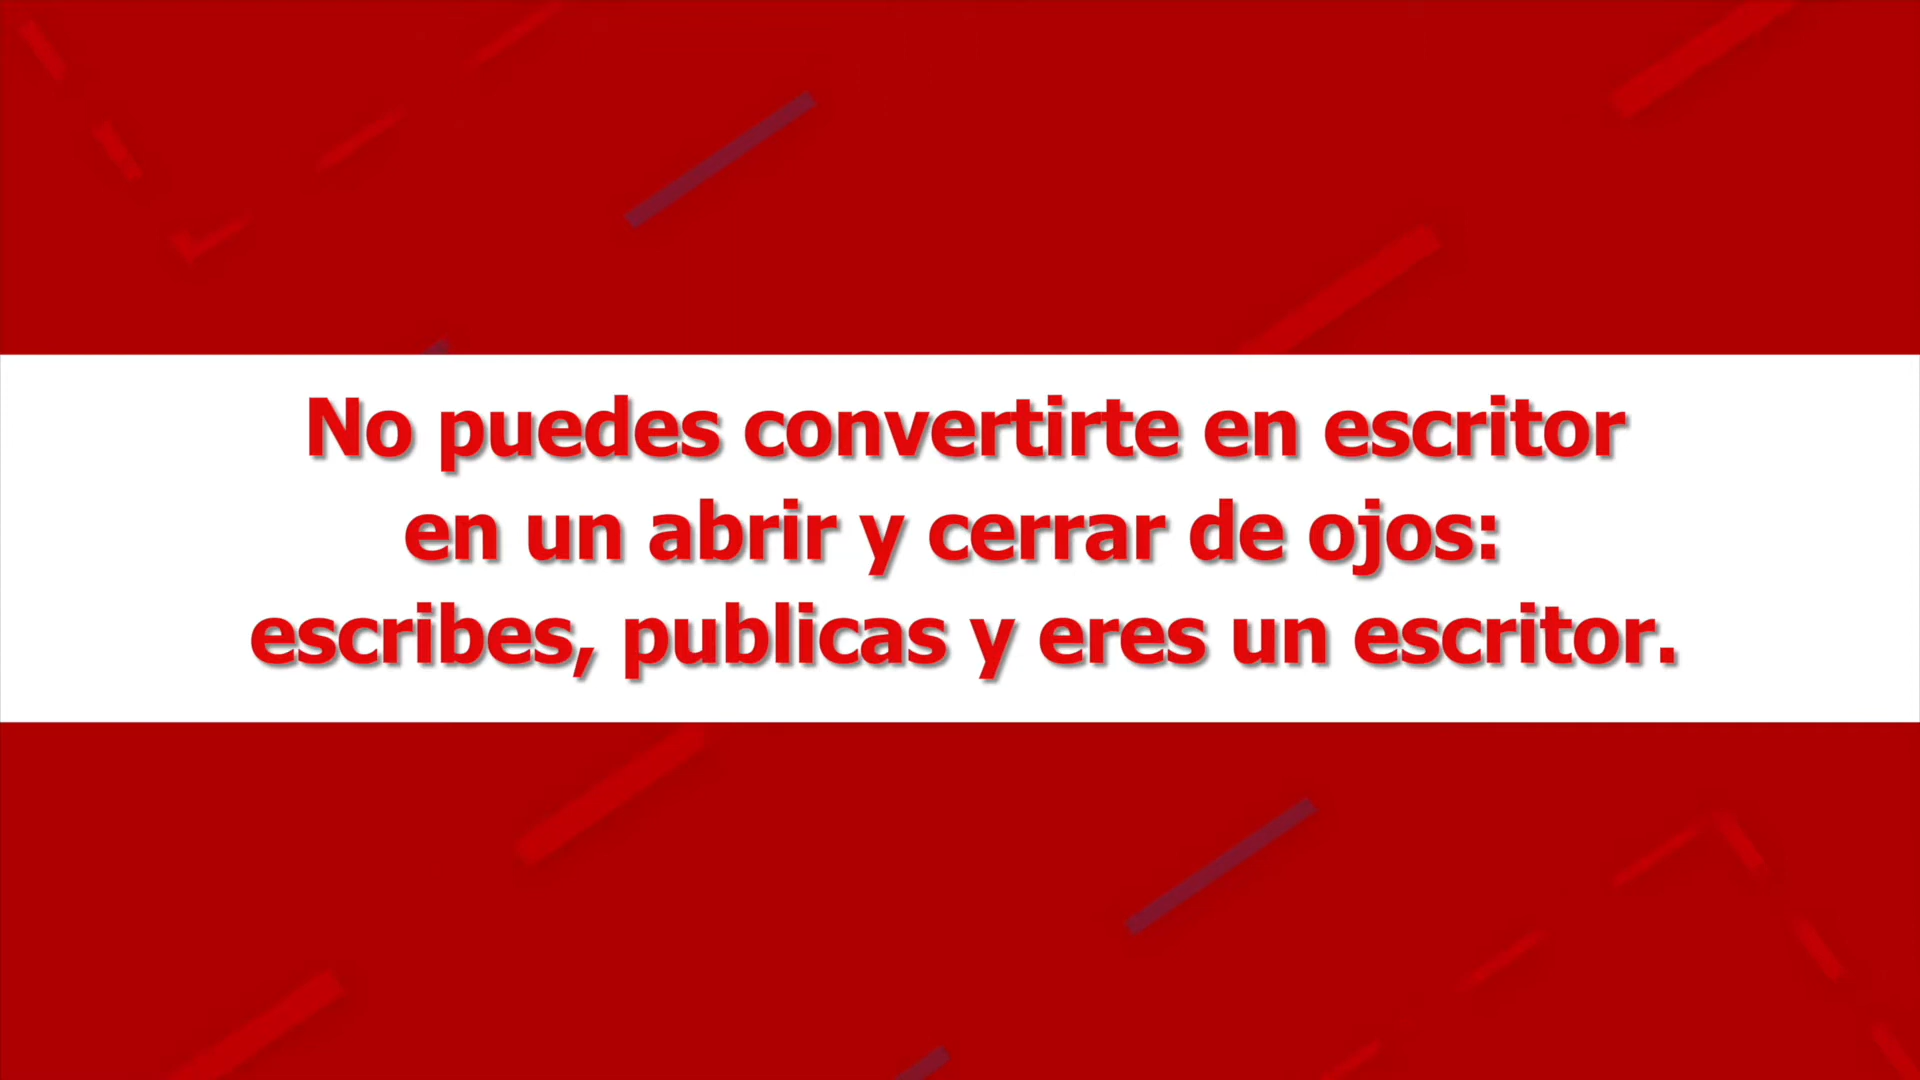 No puedes convertirte en escritor
en un abrir y cerrar de ojos:
escribes, publicas y eres un escritor.